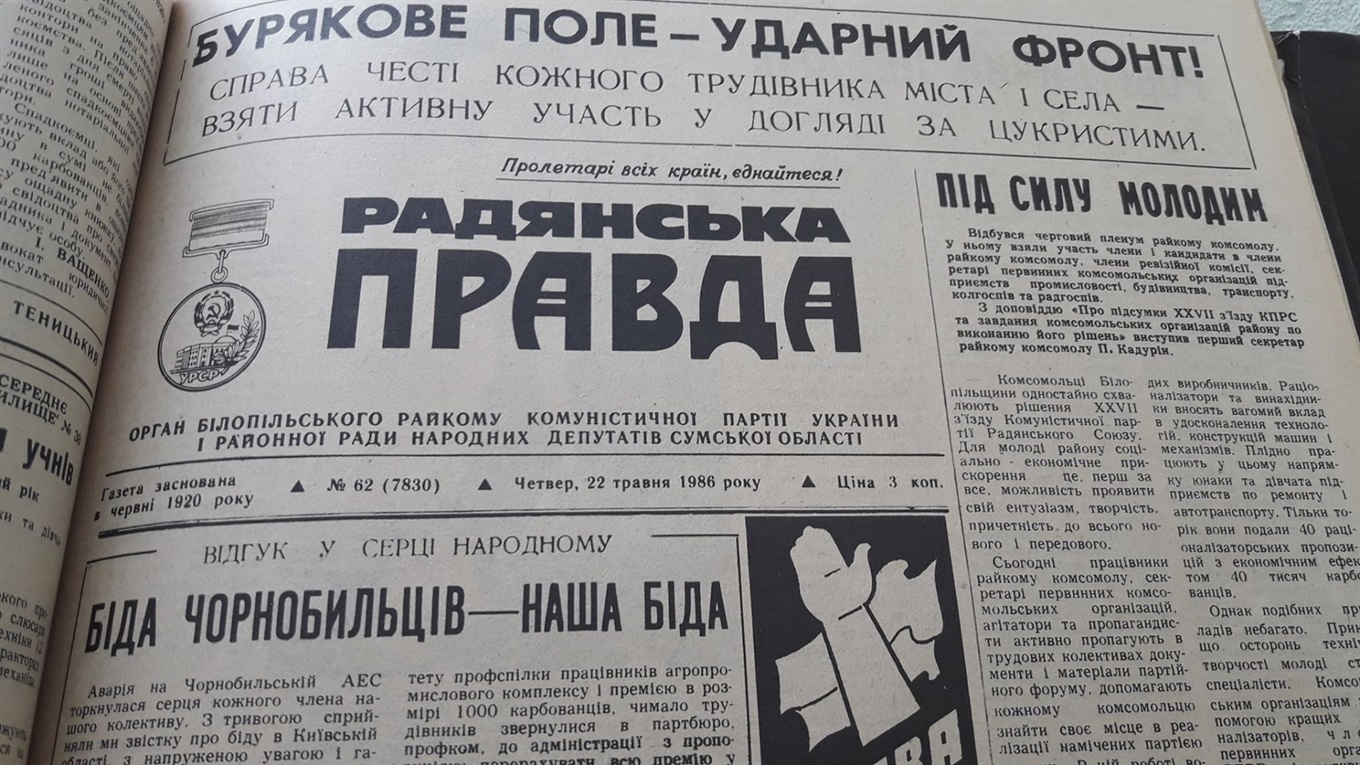 БУРЯКОВЕ ПОЛЕ — УДАРНИЙ ФРОНТ!
СПРАВА ЧЕСТІ КОЖНОГО ТРУДІВНИКА МІСТА І СЕЛА —
ВЗЯТИ АКТИВНУ УЧАСТЬ У ДОГЛЯДІ ЗА ЦУКРИСТИМИ.
Пролетарі всіх країн, єднайтеся!
РАДЯНСЬКА
ПРАВДА
УРСР
ОРГАН БІЛОПІЛЬСЬКОГО РАЙКОМУ КОМУНІСТИЧНОЇ ПАРТІЇ УКРАЇНИ
І РАЙОННОЇ РАДИ НАРОДНИХ ДЕПУТАТІВ СУМСЬКОЇ ОБЛАСТІ
Газета заснована
в червні 1920 року
▲ № 62 (7830) ▲ Четвер, 22 травня 1986 року ▲ Ціна 3 коп.
ВІДГУК У СЕРЦІ НАРОДНОМУ
БІДА ЧОРНОБИЛЬЦІВ—НАША БІДА
Аварія на Чорнобильській АЕС
торкнулася серця кожного члена на-
шого колективу. З тривогою сприй-
няли ми звістку про біду в Київській
області, з напруженою увагою і га-
тету профспілки працівників агропро-
мислового комплексу і премією в роз-
мірі 1000 карбованців, чимало тру-
дівників звернулися в партбюро,
профком, до адміністрації з пропо-
перерахувати всю премію у
ПІД СИЛУ МОЛОДИМ
Відбувся черговий пленум райкому комсомолу.
У ньому взяли участь члени і кандидати в члени
райкому комсомолу, члени ревізійної комісії, сек-
ретарі первинних комсомольських організацій під-
приємств промисловості, будівництва, транспорту,
колгоспів та радгоспів.
З доповіддю «Про підсумки XXVII з'їзду КПРС
та завдання комсомольських організацій району по
виконанню його рішень» виступив перший секретар
райкому комсомолу П. Кадурін.
Комсомольці Біло-
пільщини одностайно схва-
люють рішення XXVII
з'їзду Комуністичної пар-
тії Радянського Союзу.
Для молоді району соці-
ально - економічне при-
скорення — це, перш за
все, можливість проявити
свій ентузіазм, творчість,
причетність до всього но-
вого і передового.
Сьогодні працівники
райкому комсомолу, сек-
ретарі первинних комсо-
мольських організацій,
агітатори та пропагандис-
ти активно пропагують в
трудових колективах доку-
менти і матеріали партій-
ного форуму, допомагають
кожному комсомольцю
знайти своє місце в реа-
лізації намічених партією
дих виробничників. Раціо-
налізатори та винахідни-
ки вносять вагомий вклад
в удосконалення техноло-
гій, конструкцій машин і
механізмів. Плідно пра-
цюють у цьому напрям-
ку юнаки та дівчата під-
приємств по ремонту і
автотранспорту. Тільки то-
рік вони подали 40 раці-
оналізаторських пропози-
цій з економічним ефек-
том 40 тисяч карбо-
ванців.
Однак подібних при-
ладів небагато.
що осторонь техніч-
творчості молоді
спеціалісти.
ським організаціям
помогою кращих
налізаторів,
первинних